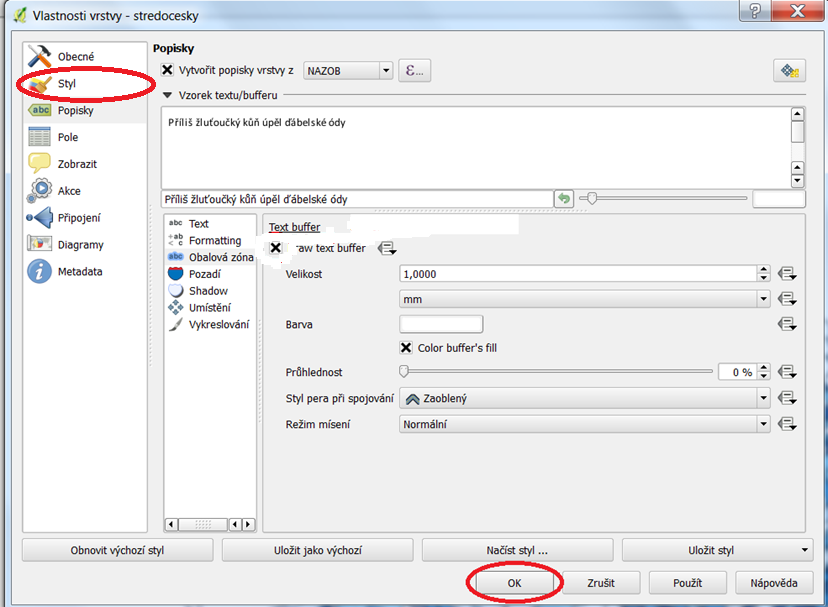 Vlastnosti vrstvy - stredocesky
?
Obecné
Styl
abc Popisky
Pole
Zobrazit
Akce
Připojení
Diagramy
Metadata
Popisky
Vytvořit popisky vrstvy z NAZOB ε...
Vzorek textu/bufferu
Příliš žluťoučký kůň úpěl ďábelské ódy
Příliš žluťoučký kůň úpěl ďábelské ódy
abc Text
Formatting
abc Obalová zóna
Pozadí
Shadow
Umístění
Vykreslování
Text buffer
raw text buffer
Velikost 1,0000
mm
Barva
Color buffer's fill
Průhlednost 0 %
Styl pera při spojování Zaoblený
Režim mísení Normální
Obnovit výchozí styl Uložit jako výchozí Načíst styl ... Uložit styl
OK Zrušit Použít Nápověda